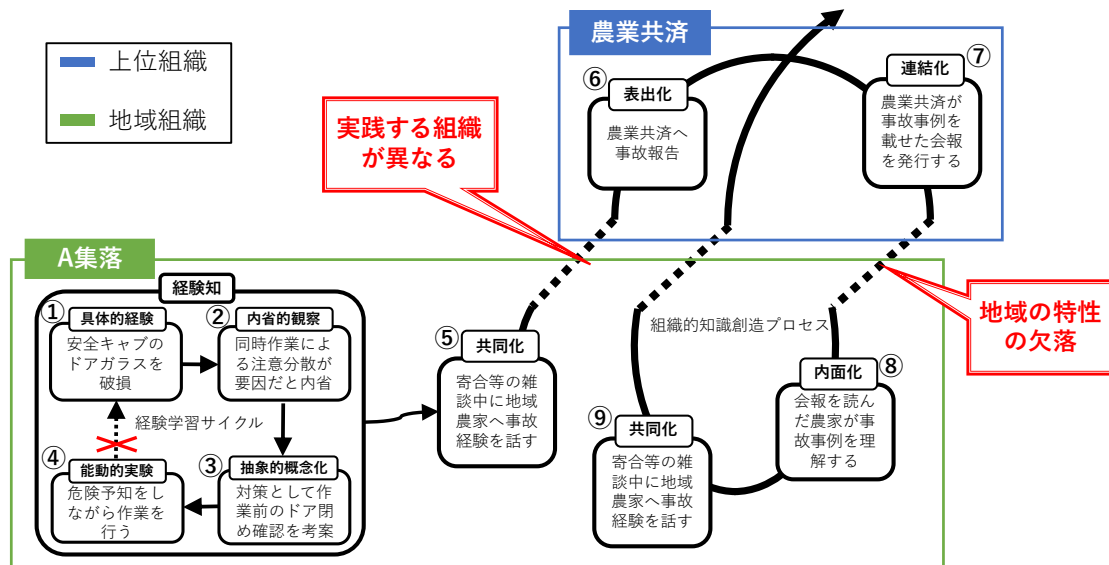 上位組織
地域組織
農業共済
⑥
表出化
農業共済へ
事故報告
⑦
連結化
農業共済が
事故事例を
載せた会報
を発行する
実践する組織
が異なる
A集落
経験知
①
具体的経験
安全キャブの
ドアガラスを
破損
②
内省的観察
同時作業によ
る注意分散が
要因だと内省
経験学習サイクル
④
能動的実験
危険予知をし
ながら作業を
行う
③
抽象的概念化
対策として作
業前のドア閉
め確認を考案
⑤
共同化
寄合等の雑
談中に地域
農家へ事故
経験を話す
組織的知識創造プロセス
地域の特性
の欠落
⑧
内面化
会報を読ん
だ農家が事
故事例を理
解する
⑨
共同化
寄合等の雑
談中に地域
農家へ事故
経験を話す